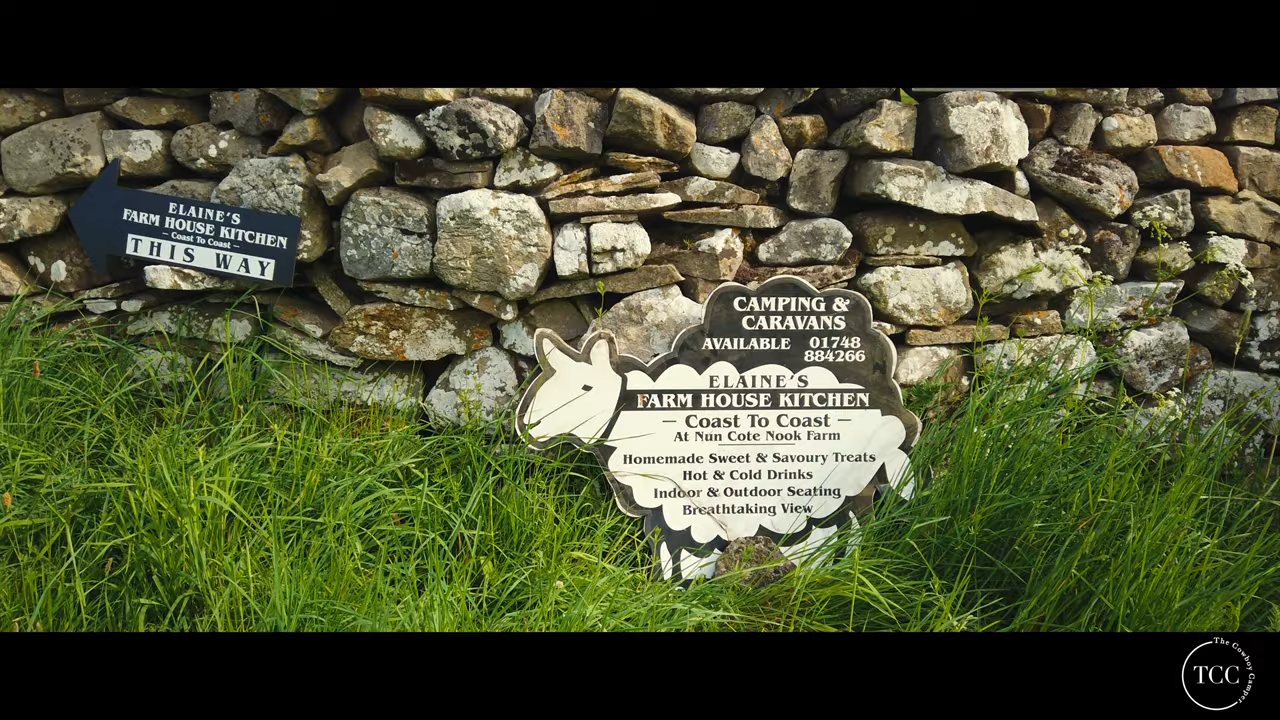 ELAINE'S
FARM HOUSE KITCHEN
- Coast To Coast -
THIS WAY
CAMPING &
CARAVANS
AVAILABLE 01748
884266
ELAINE'S
FARM HOUSE KITCHEN
- Coast To Coast -
At Nun Cote Nook Farm
Homemade Sweet & Savoury Treats
Hot & Cold Drinks
Indoor & Outdoor Seating
Breathtaking View
The Cowboy Camper
TCC